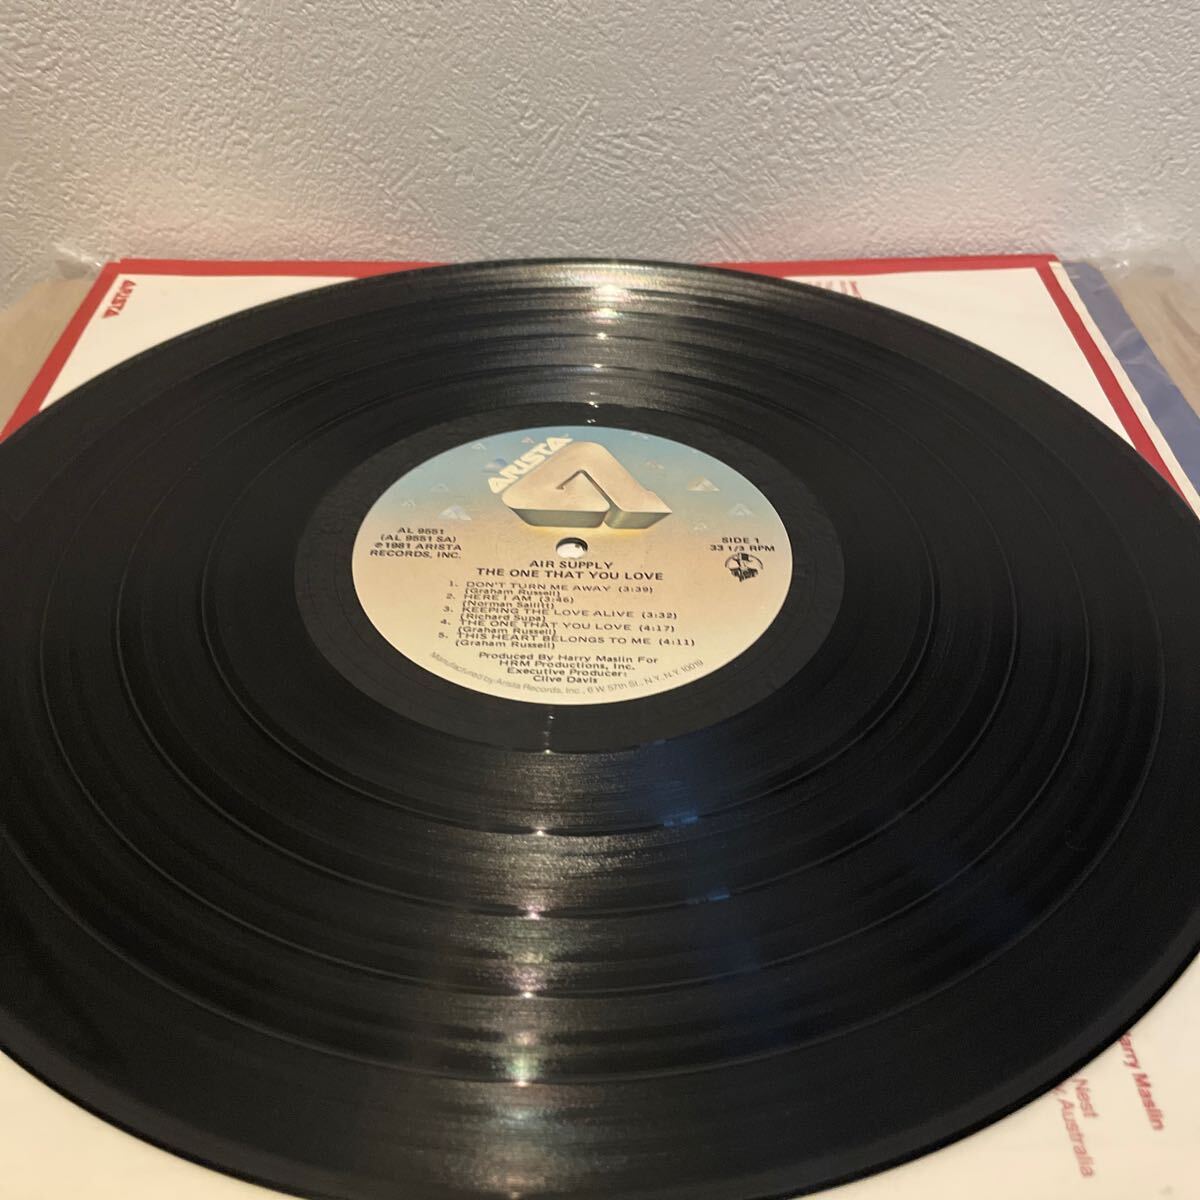 ARISTA
ARISTA
AL 9551
(AL 9551 SA)
℗1981 ARISTA
RECORDS, INC.
SIDE 1
33 1/3 RPM
AIR SUPPLY
THE ONE THAT YOU LOVE
1. DON'T TURN ME AWAY (3:39)
(Graham Russell)
2. HERE I AM (3:46)
(Norman Sallitt)
3. KEEPING THE LOVE ALIVE (3:32)
(Richard Supa)
4. THE ONE THAT YOU LOVE (4:17)
(Graham Russell)
5. THIS HEART BELONGS TO ME (4:11)
(Graham Russell)
Produced By Harry Maslin For
HRM Productions, Inc.
Executive Producer:
Clive Davis
Manufactured by Arista Records, Inc., 6 W 57th St., N.Y., N.Y. 10019
Harry Maslin
Nest
Australia